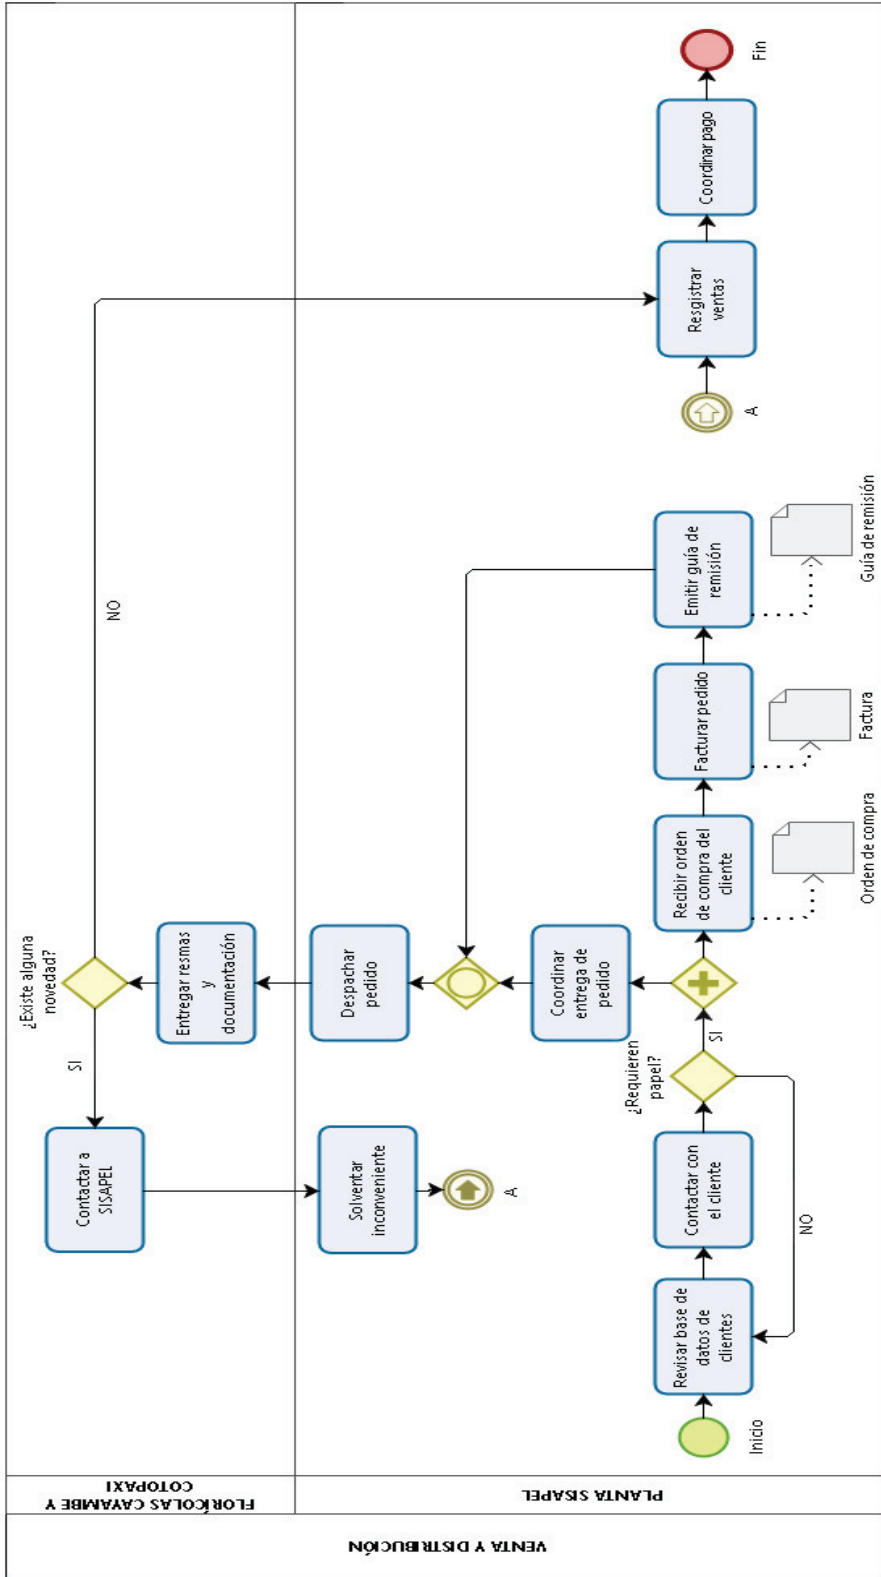 VENTA Y DISTRIBUCIÓN
FLORÍCOLAS CAYAMBE Y
COTOPAXI
PLANTA SISAPEL
Contactar a
SISAPEL
SI
¿Existe alguna
novedad?
NO
Entregar resmas
y
documentación
Solventar
inconveniente
A
Despachar
pedido
Coordinar
entrega de
pedido
Inicio
Revisar base de
datos de
clientes
Contactar con
el cliente
¿Requieren
papel?
NO
SI
Recibir orden
de compra del
cliente
Orden de compra
Facturar pedido
Factura
Emitir guía de
remisión
Guía de remisión
A
Resgistrar
ventas
Coordinar pago
Fin